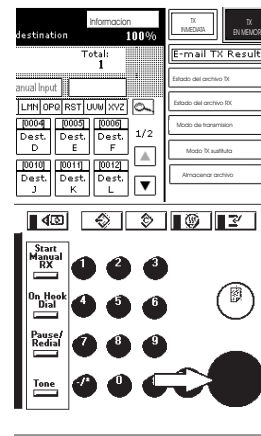 Informacion
TX
INMEDIATA
TX
EN MEMOR
destination
100%
Total:
1
E-mail TX Result
anual Input
Estado del archivo TX
LMN OPQ RST UVW XYZ
Estado del archivo RX
[0004] [0005] [0006]
Dest. Dest. Dest.
D E F
1/2
Modo de transmision
Modo TX sustituta
[0010] [0011] [0012]
Dest. Dest. Dest.
J K L
Almacenar archivo
Start
Manual
RX
1 2 3
On Hook
Dial
4 5 6
Pause/
Redial
7 8 9
Tone
·/* 0